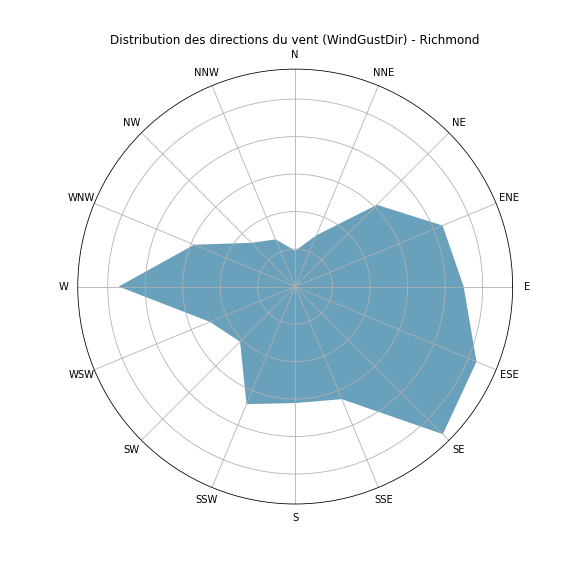 Distribution des directions du vent (WindGustDir) - Richmond
N
NNW
NNE
NW
NE
WNW
ENE
W
E
WSW
ESE
SW
SE
SSW
SSE
S